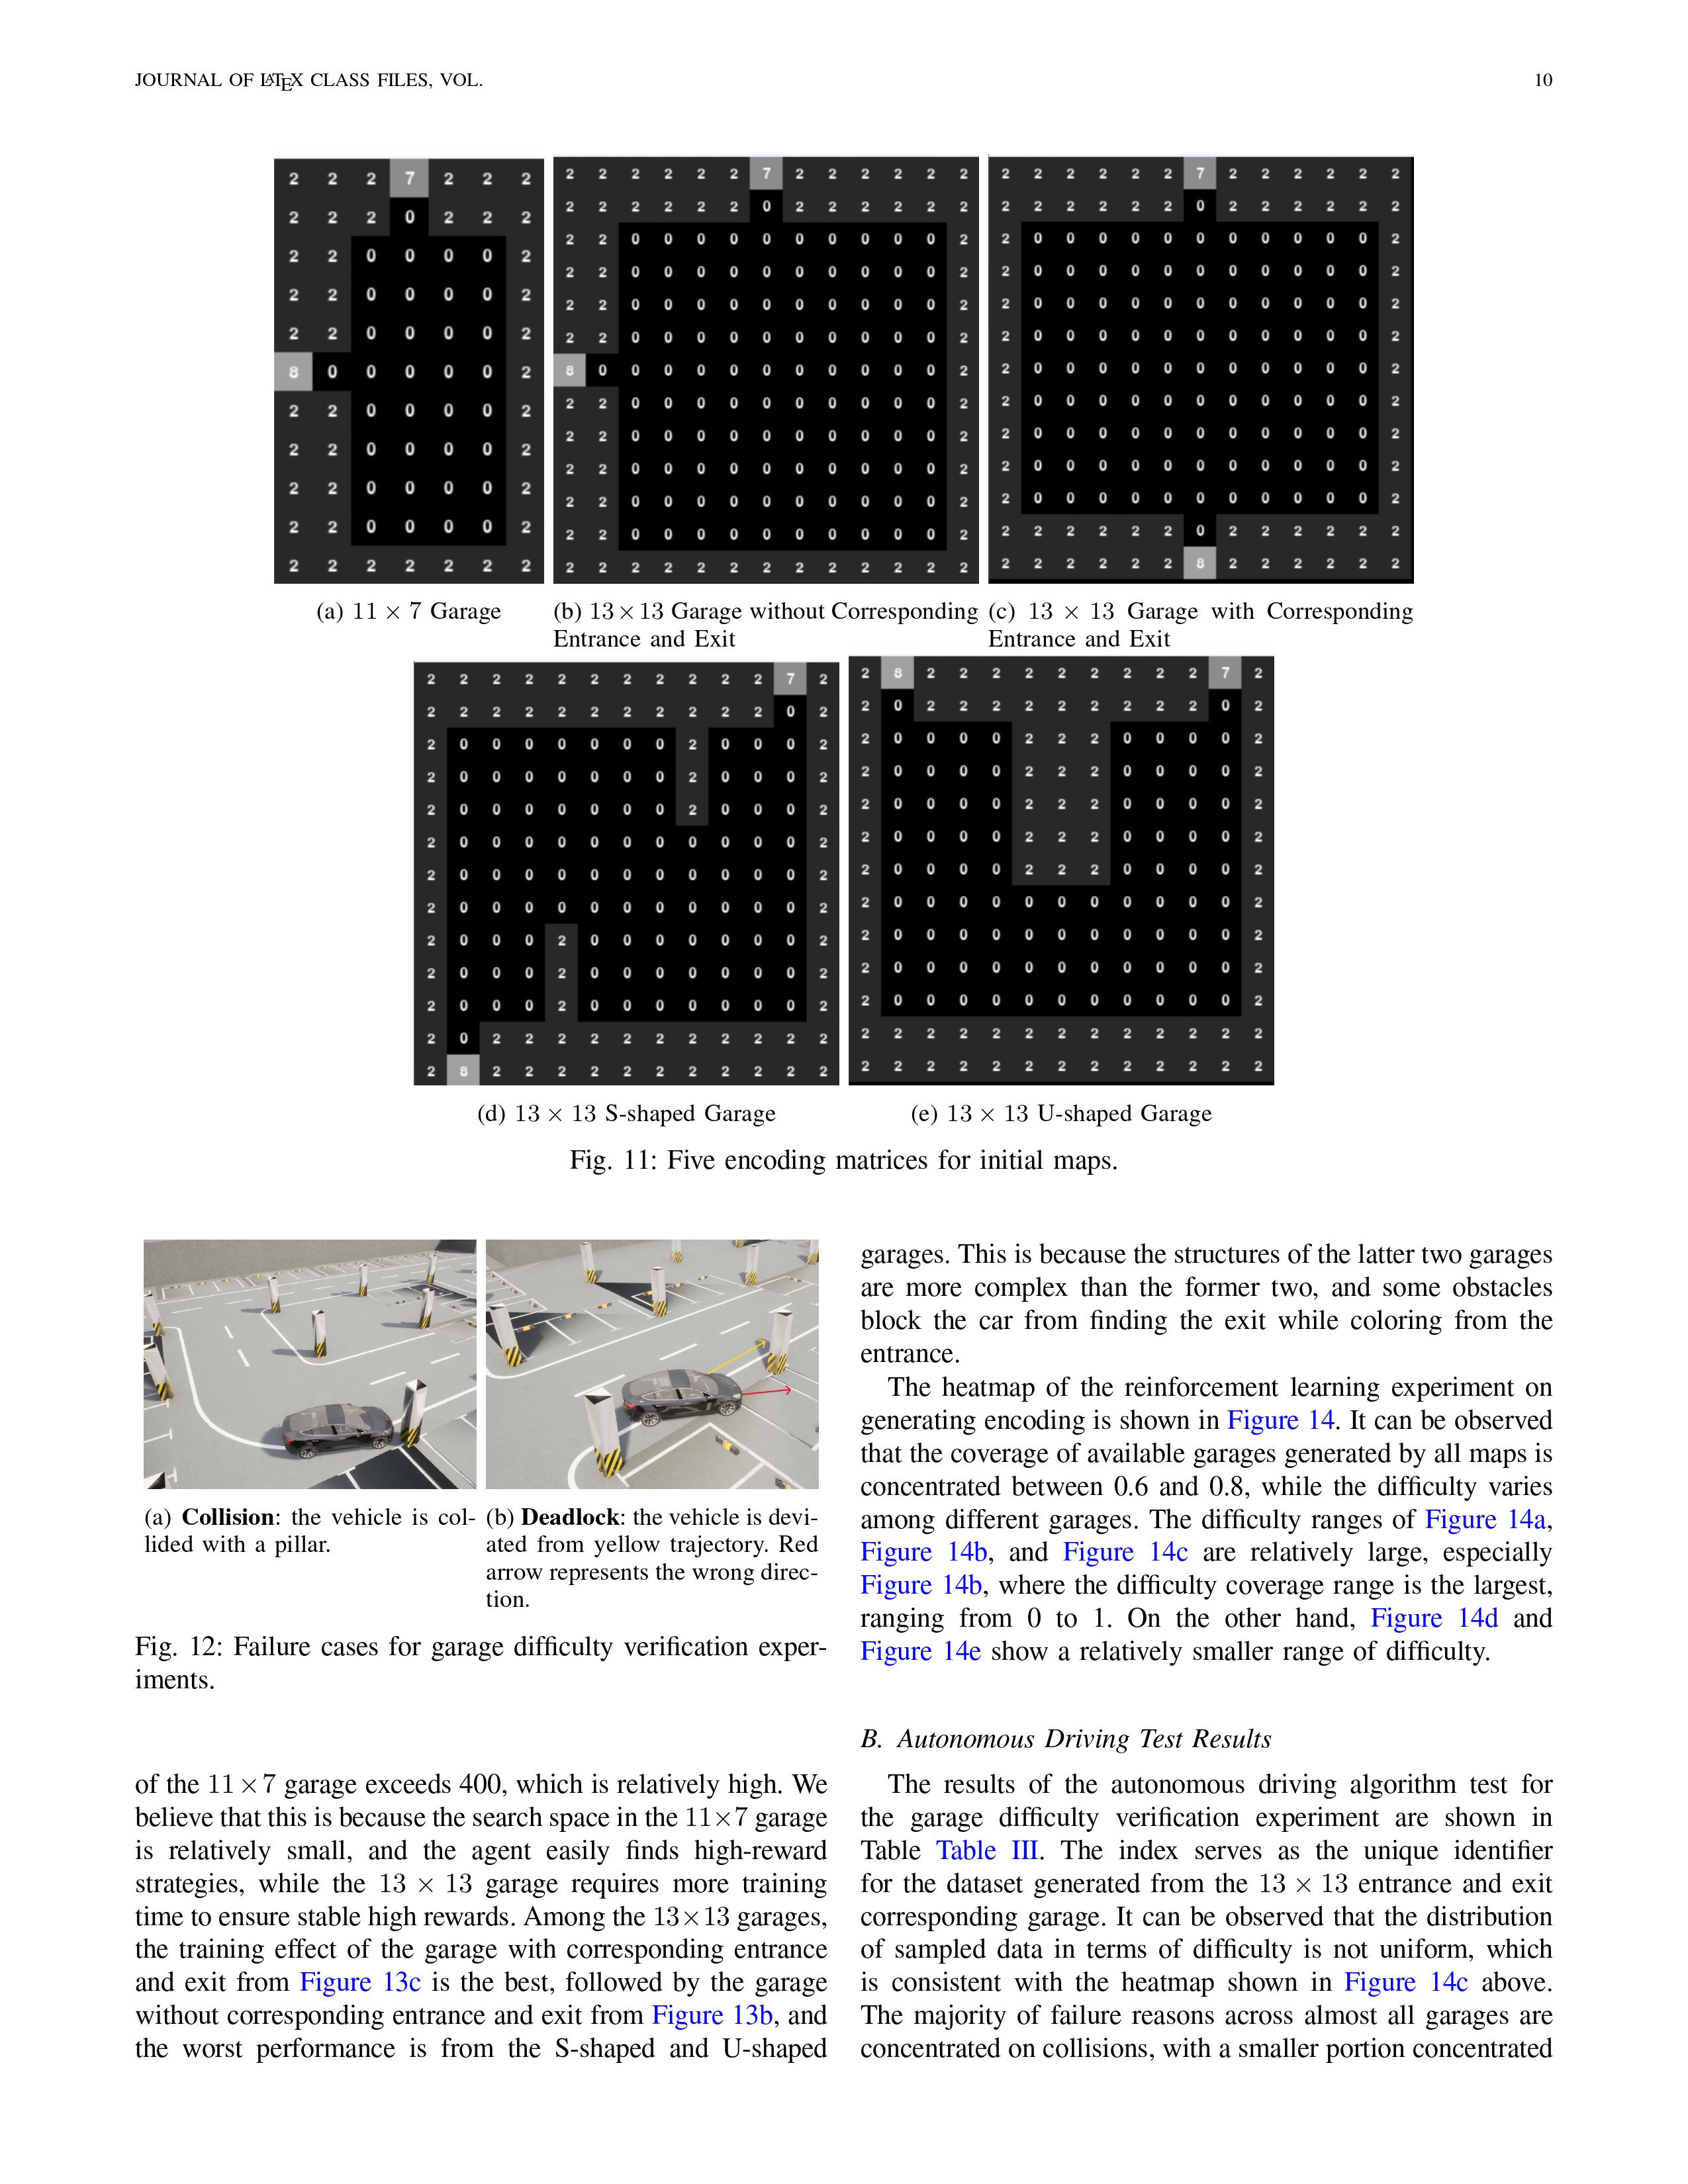 JOURNAL OF LATEX CLASS FILES, VOL. 10
2 2 2 7 2 2 2
2 2 2 0 2 2 2
2 2 0 0 0 0 2
2 2 0 0 0 0 2
2 2 0 0 0 0 2
8 0 0 0 0 0 2
2 2 0 0 0 0 2
2 2 0 0 0 0 2
2 2 0 0 0 0 2
2 2 0 0 0 0 2
2 2 2 2 2 2 2
(a) 11 × 7 Garage
2 2 2 2 2 2 7 2 2 2 2 2 2
2 2 2 2 2 2 0 2 2 2 2 2 2
2 2 0 0 0 0 0 0 0 0 0 0 2
2 2 0 0 0 0 0 0 0 0 0 0 2
2 2 0 0 0 0 0 0 0 0 0 0 2
2 2 0 0 0 0 0 0 0 0 0 0 2
8 0 0 0 0 0 0 0 0 0 0 0 2
2 2 0 0 0 0 0 0 0 0 0 0 2
2 2 0 0 0 0 0 0 0 0 0 0 2
2 2 0 0 0 0 0 0 0 0 0 0 2
2 2 0 0 0 0 0 0 0 0 0 0 2
2 2 0 0 0 0 0 0 0 0 0 0 2
2 2 2 2 2 2 2 2 2 2 2 2 2
(b) 13 × 13 Garage without Corresponding
Entrance and Exit
2 2 2 2 2 2 7 2 2 2 2 2 2
2 2 2 2 2 2 0 2 2 2 2 2 2
2 0 0 0 0 0 0 0 0 0 0 0 2
2 0 0 0 0 0 0 0 0 0 0 0 2
2 0 0 0 0 0 0 0 0 0 0 0 2
2 0 0 0 0 0 0 0 0 0 0 0 2
2 0 0 0 0 0 0 0 0 0 0 0 2
2 0 0 0 0 0 0 0 0 0 0 0 2
2 0 0 0 0 0 0 0 0 0 0 0 2
2 0 0 0 0 0 0 0 0 0 0 0 2
2 0 0 0 0 0 0 0 0 0 0 0 2
2 2 2 2 2 2 0 2 2 2 2 2 2
2 2 2 2 2 2 8 2 2 2 2 2 2
(c) 13 × 13 Garage with Corresponding
Entrance and Exit
2 2 2 2 2 2 2 2 2 2 2 7 2
2 2 2 2 2 2 2 2 2 2 2 0 2
2 0 0 0 0 0 0 0 2 0 0 0 2
2 0 0 0 0 0 0 0 2 0 0 0 2
2 0 0 0 0 0 0 0 2 0 0 0 2
2 0 0 0 0 0 0 0 0 0 0 0 2
2 0 0 0 0 0 0 0 0 0 0 0 2
2 0 0 0 0 0 0 0 0 0 0 0 2
2 0 0 0 2 0 0 0 0 0 0 0 2
2 0 0 0 2 0 0 0 0 0 0 0 2
2 0 0 0 2 0 0 0 0 0 0 0 2
2 0 2 2 2 2 2 2 2 2 2 2 2
2 8 2 2 2 2 2 2 2 2 2 2 2
(d) 13 × 13 S-shaped Garage
2 8 2 2 2 2 2 2 2 2 2 7 2
2 0 2 2 2 2 2 2 2 2 2 0 2
2 0 0 0 0 2 2 2 0 0 0 0 2
2 0 0 0 0 2 2 2 0 0 0 0 2
2 0 0 0 0 2 2 2 0 0 0 0 2
2 0 0 0 0 2 2 2 0 0 0 0 2
2 0 0 0 0 2 2 2 0 0 0 0 2
2 0 0 0 0 0 0 0 0 0 0 0 2
2 0 0 0 0 0 0 0 0 0 0 0 2
2 0 0 0 0 0 0 0 0 0 0 0 2
2 0 0 0 0 0 0 0 0 0 0 0 2
2 2 2 2 2 2 2 2 2 2 2 2 2
2 2 2 2 2 2 2 2 2 2 2 2 2
(e) 13 × 13 U-shaped Garage
Fig. 11: Five encoding matrices for initial maps.
(a) Collision: the vehicle is col-
lided with a pillar.
(b) Deadlock: the vehicle is devi-
ated from yellow trajectory. Red
arrow represents the wrong direc-
tion.
Fig. 12: Failure cases for garage difficulty verification exper-
iments.
of the 11 × 7 garage exceeds 400, which is relatively high. We
believe that this is because the search space in the 11×7 garage
is relatively small, and the agent easily finds high-reward
strategies, while the 13 × 13 garage requires more training
time to ensure stable high rewards. Among the 13×13 garages,
the training effect of the garage with corresponding entrance
and exit from Figure 13c is the best, followed by the garage
without corresponding entrance and exit from Figure 13b, and
the worst performance is from the S-shaped and U-shaped
garages. This is because the structures of the latter two garages
are more complex than the former two, and some obstacles
block the car from finding the exit while coloring from the
entrance.
The heatmap of the reinforcement learning experiment on
generating encoding is shown in Figure 14. It can be observed
that the coverage of available garages generated by all maps is
concentrated between 0.6 and 0.8, while the difficulty varies
among different garages. The difficulty ranges of Figure 14a,
Figure 14b, and Figure 14c are relatively large, especially
Figure 14b, where the difficulty coverage range is the largest,
ranging from 0 to 1. On the other hand, Figure 14d and
Figure 14e show a relatively smaller range of difficulty.
B. Autonomous Driving Test Results
The results of the autonomous driving algorithm test for
the garage difficulty verification experiment are shown in
Table Table III. The index serves as the unique identifier
for the dataset generated from the 13 × 13 entrance and exit
corresponding garage. It can be observed that the distribution
of sampled data in terms of difficulty is not uniform, which
is consistent with the heatmap shown in Figure 14c above.
The majority of failure reasons across almost all garages are
concentrated on collisions, with a smaller portion concentrated